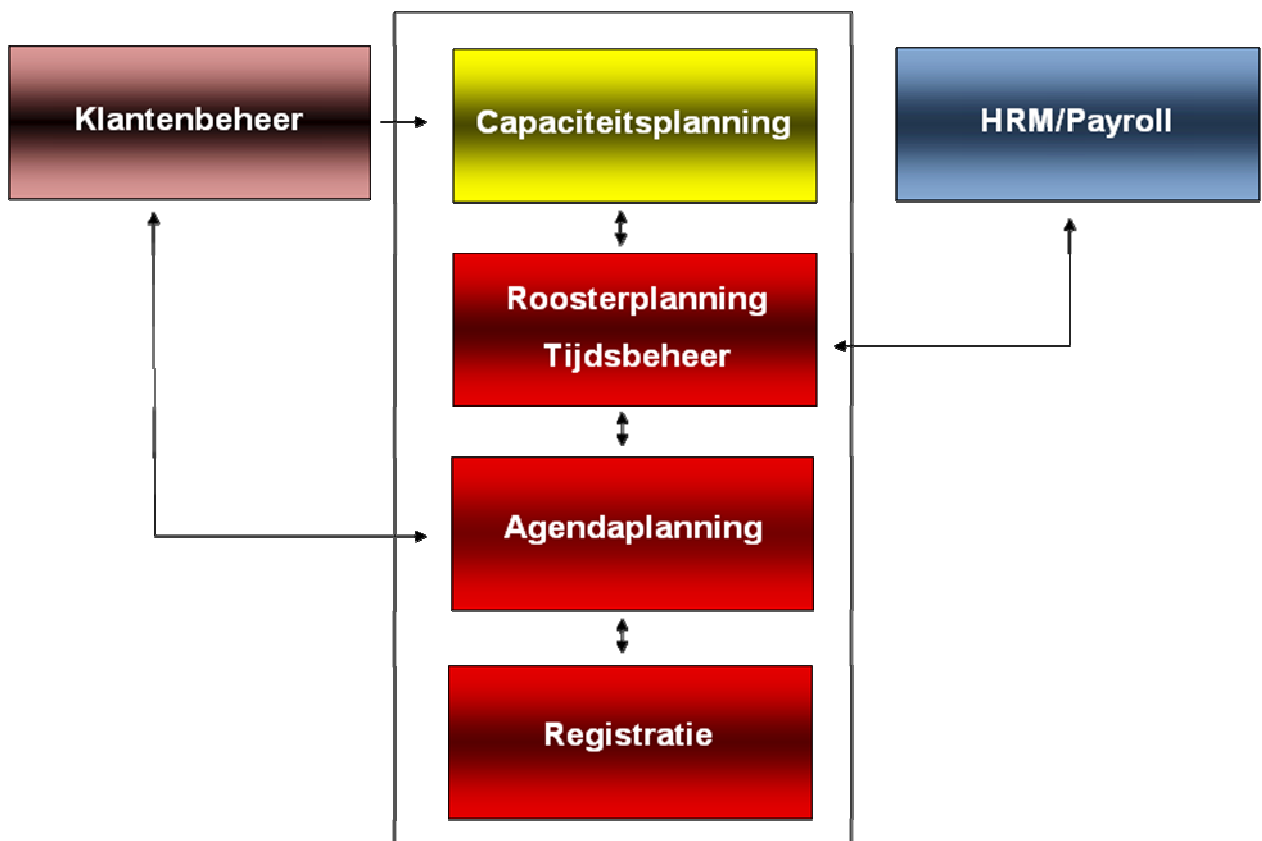 Klantenbeheer
Capaciteitsplanning
HRM/Payroll
Roosterplanning
Tijdsbeheer
Agendaplanning
Registratie